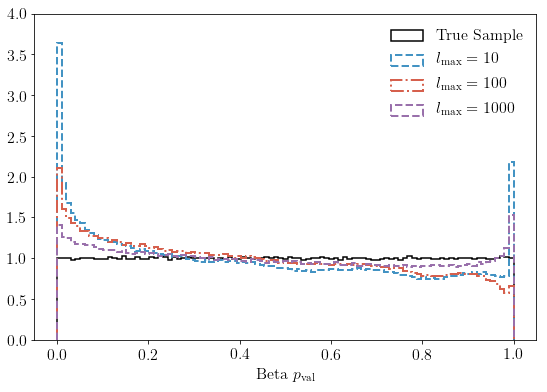 4.0
3.5
3.0
2.5
2.0
1.5
1.0
0.5
0.0
0.0 0.2 0.4 0.6 0.8 1.0
Beta p_val
True Sample
l_max = 10
l_max = 100
l_max = 1000